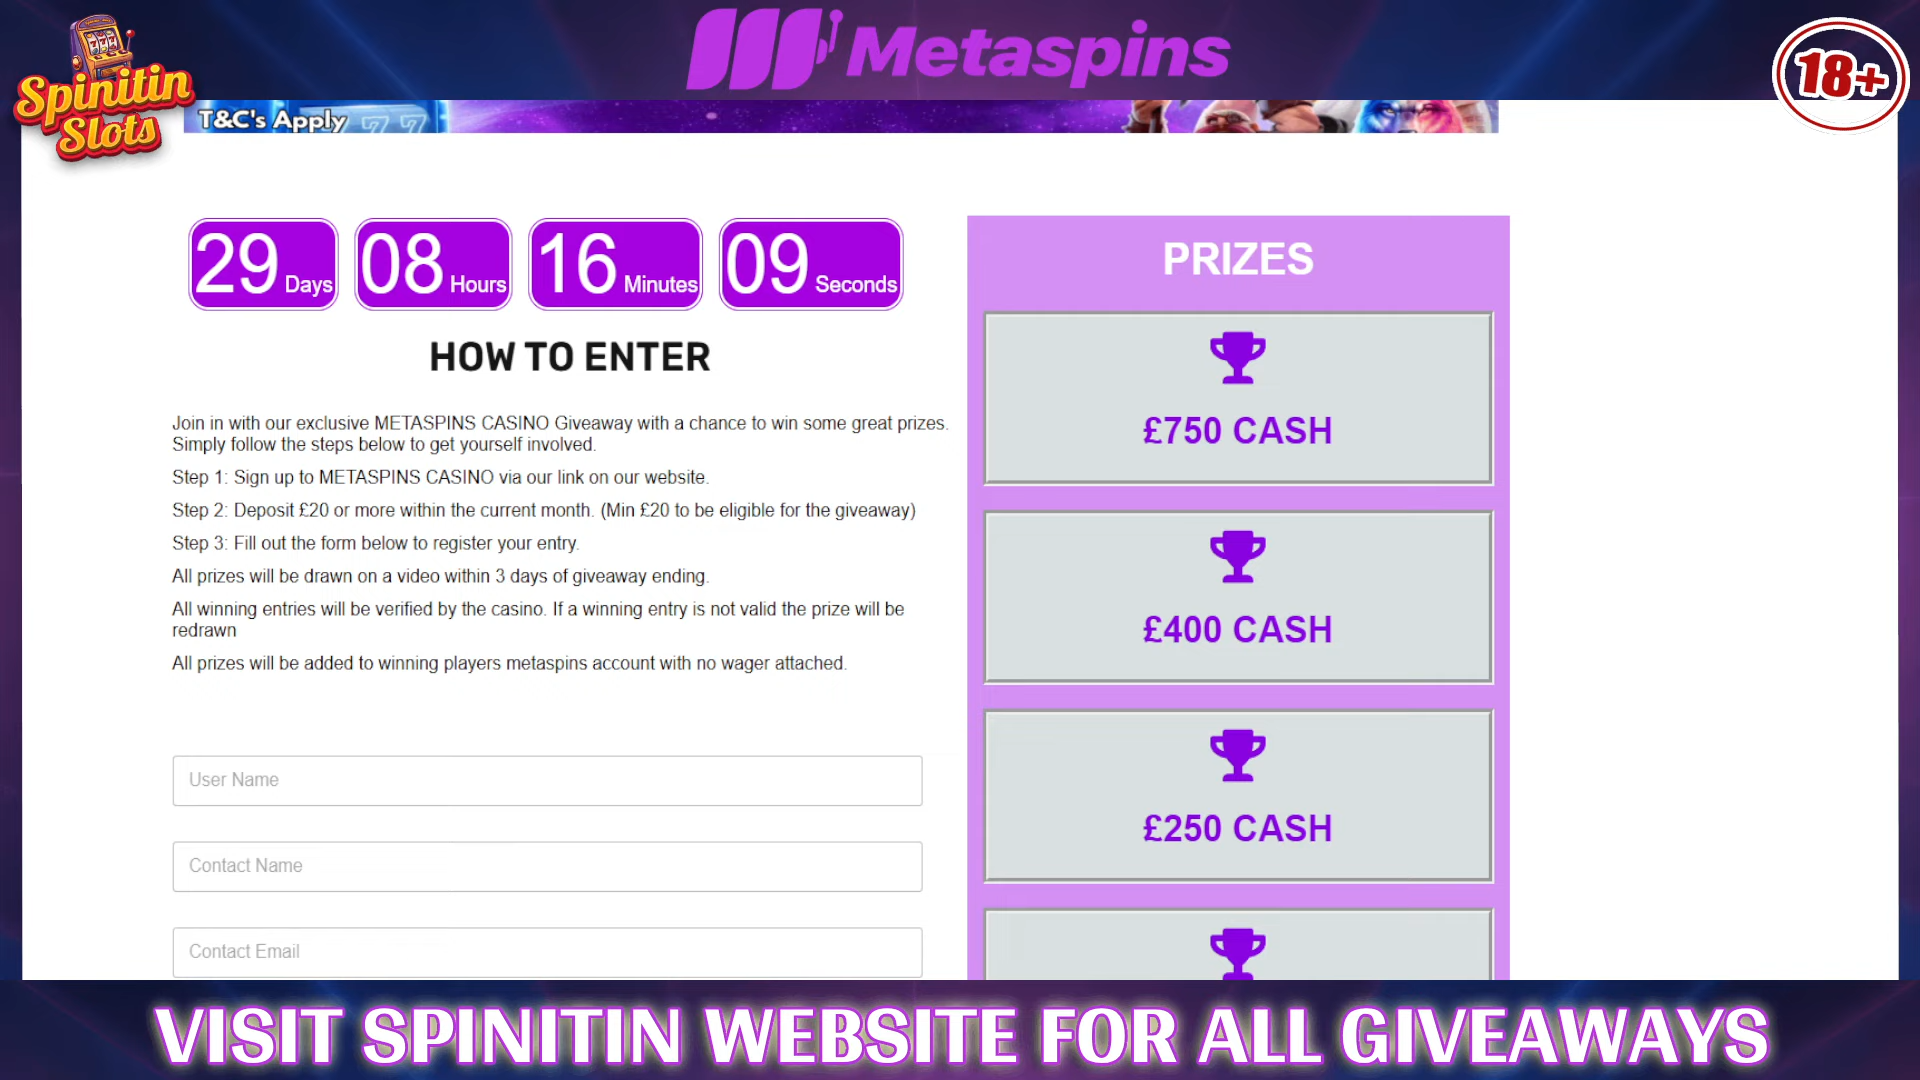 Metaspins
Spinitin
Slots
18+
T&C's Apply
29 Days 08 Hours 16 Minutes 09 Seconds
HOW TO ENTER
Join in with our exclusive METASPINS CASINO Giveaway with a chance to win some great prizes.
Simply follow the steps below to get yourself involved.
Step 1: Sign up to METASPINS CASINO via our link on our website.
Step 2: Deposit £20 or more within the current month. (Min £20 to be eligible for the giveaway)
Step 3: Fill out the form below to register your entry.
All prizes will be drawn on a video within 3 days of giveaway ending.
All winning entries will be verified by the casino. If a winning entry is not valid the prize will be
redrawn
All prizes will be added to winning players metaspins account with no wager attached.
User Name
Contact Name
Contact Email
PRIZES
£750 CASH
£400 CASH
£250 CASH
VISIT SPINITIN WEBSITE FOR ALL GIVEAWAYS